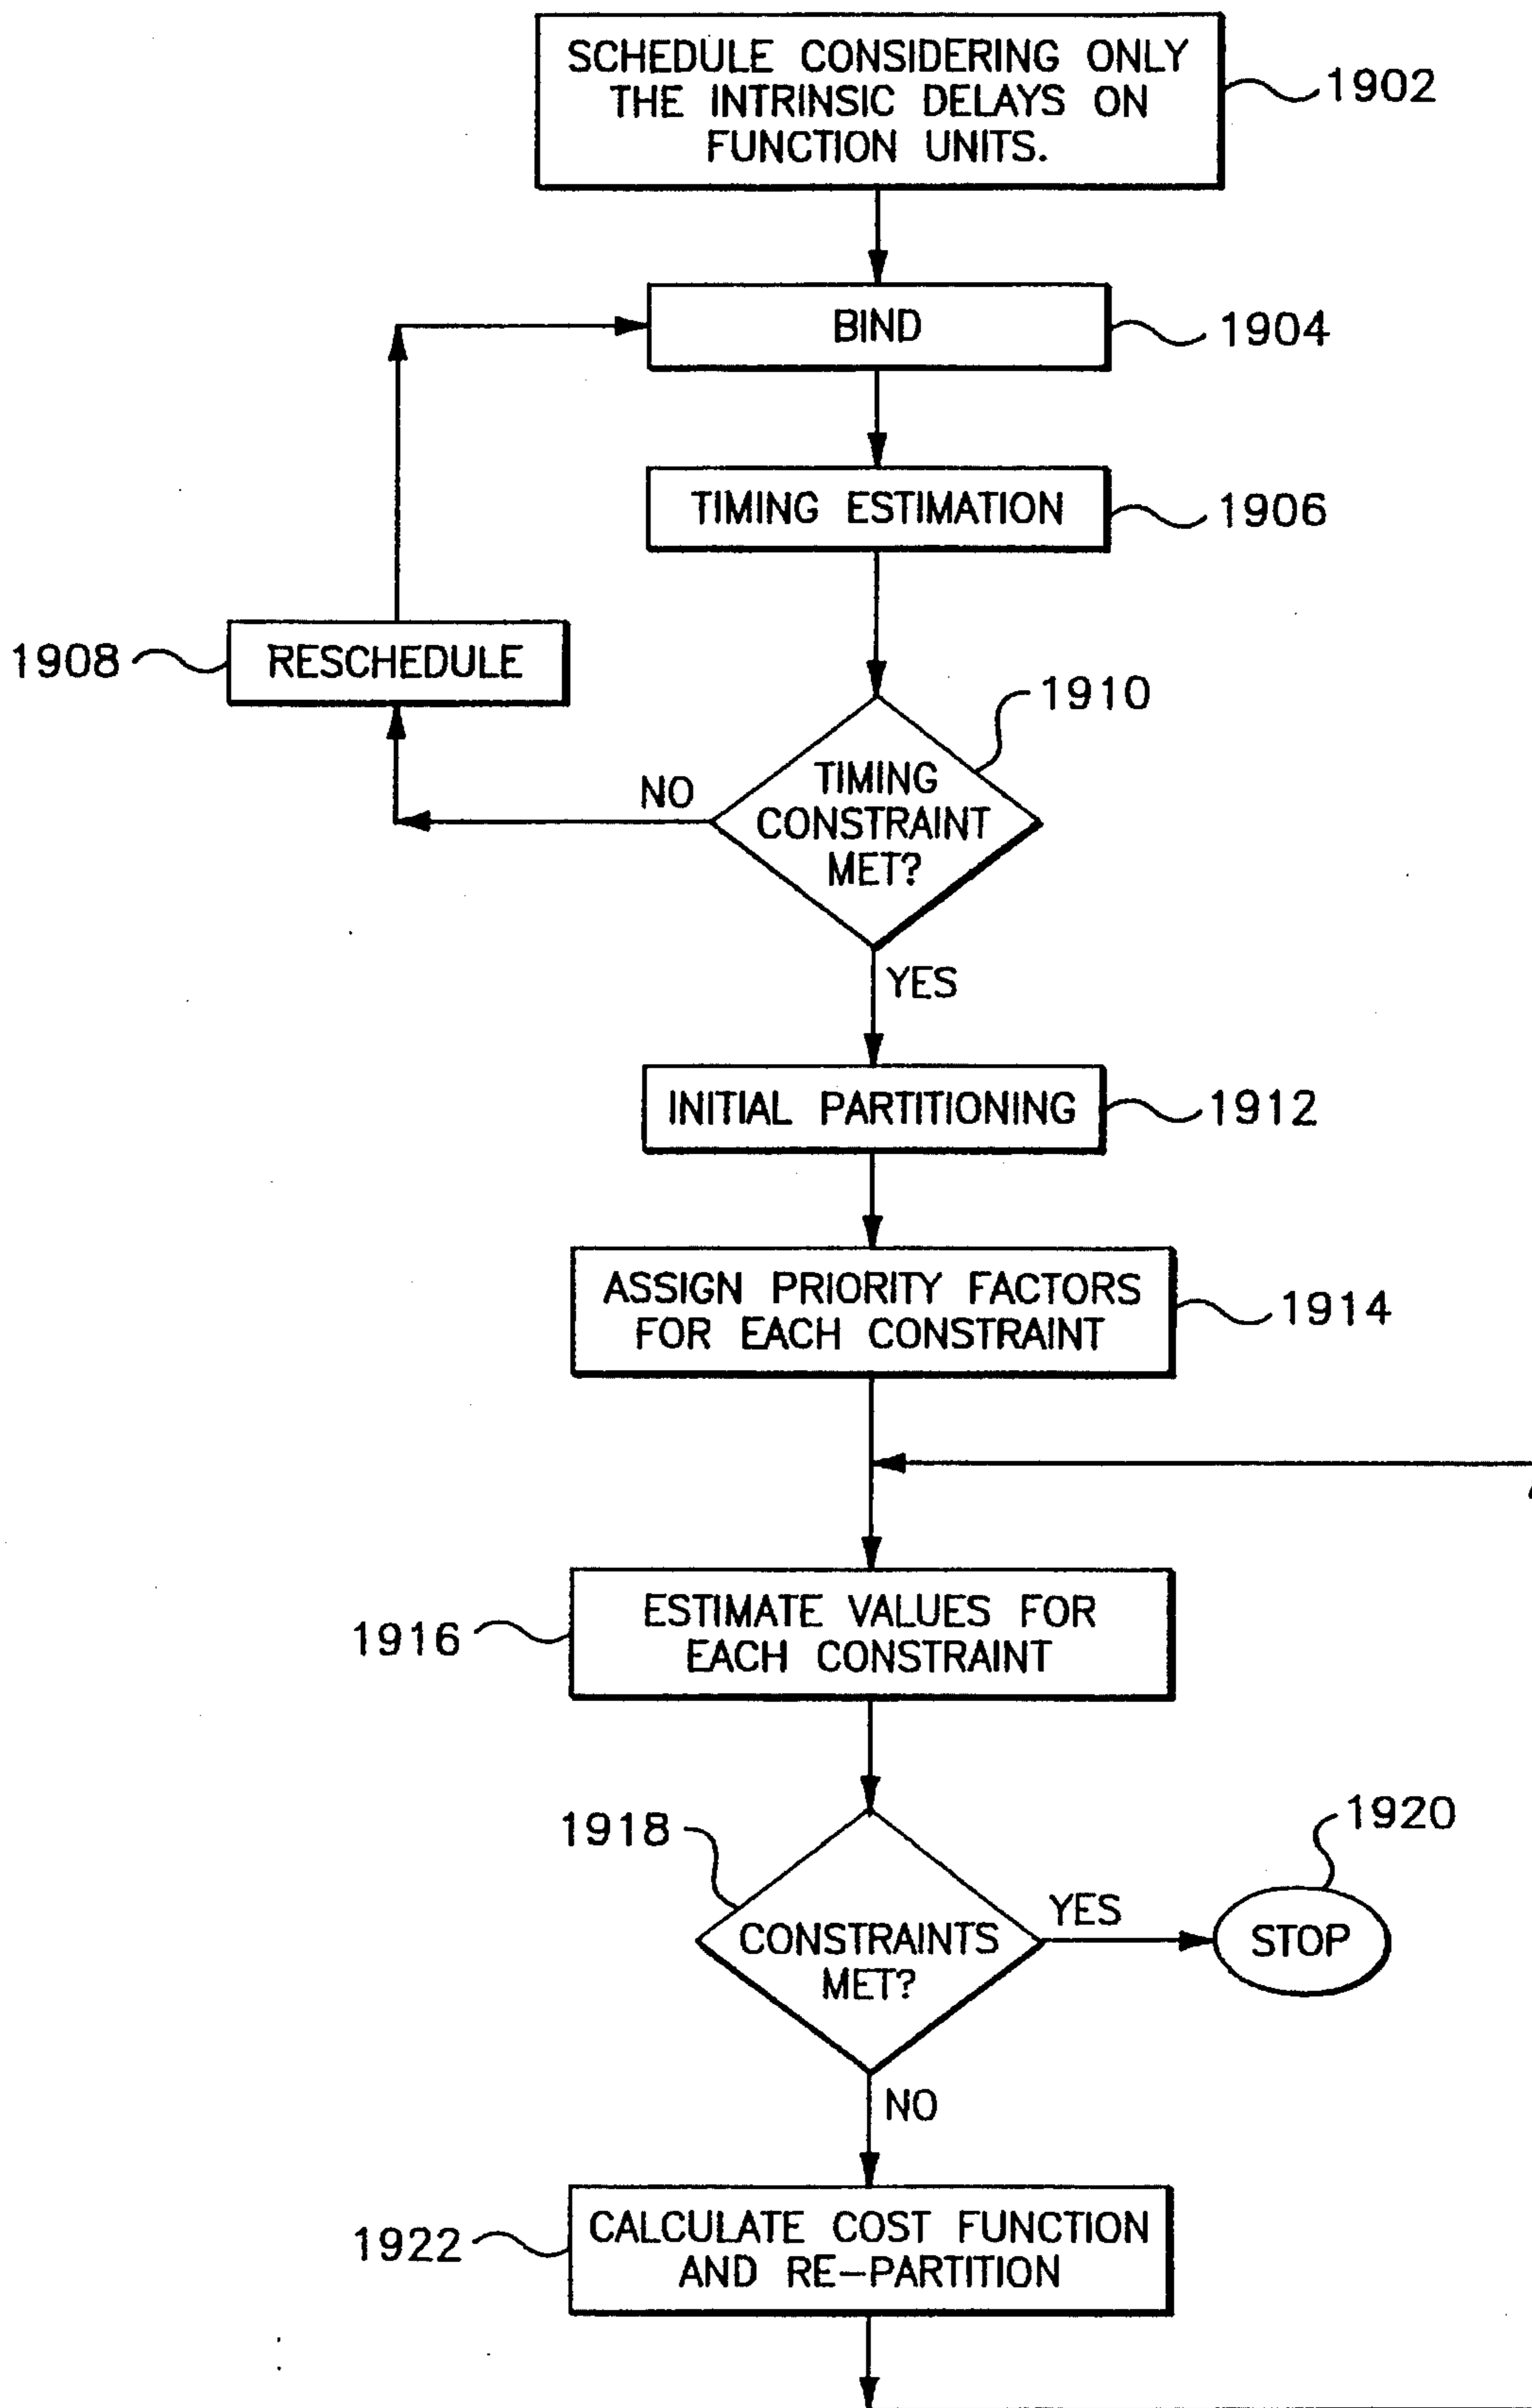 SCHEDULE CONSIDERING ONLY
THE INTRINSIC DELAYS ON
FUNCTION UNITS.
1902
BIND
1904
TIMING ESTIMATION
1906
1908
RESCHEDULE
1910
TIMING
CONSTRAINT
MET?
NO
YES
INITIAL PARTITIONING
1912
ASSIGN PRIORITY FACTORS
FOR EACH CONSTRAINT
1914
1916
ESTIMATE VALUES FOR
EACH CONSTRAINT
1918
CONSTRAINTS
MET?
YES
1920
STOP
NO
1922
CALCULATE COST FUNCTION
AND RE-PARTITION